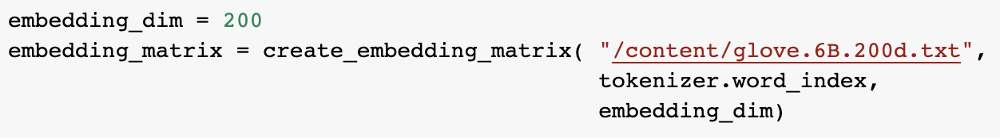 embedding_dim = 200
embedding_matrix = create_embedding_matrix( "/content/glove.6B.200d.txt",
tokenizer.word_index,
embedding_dim)